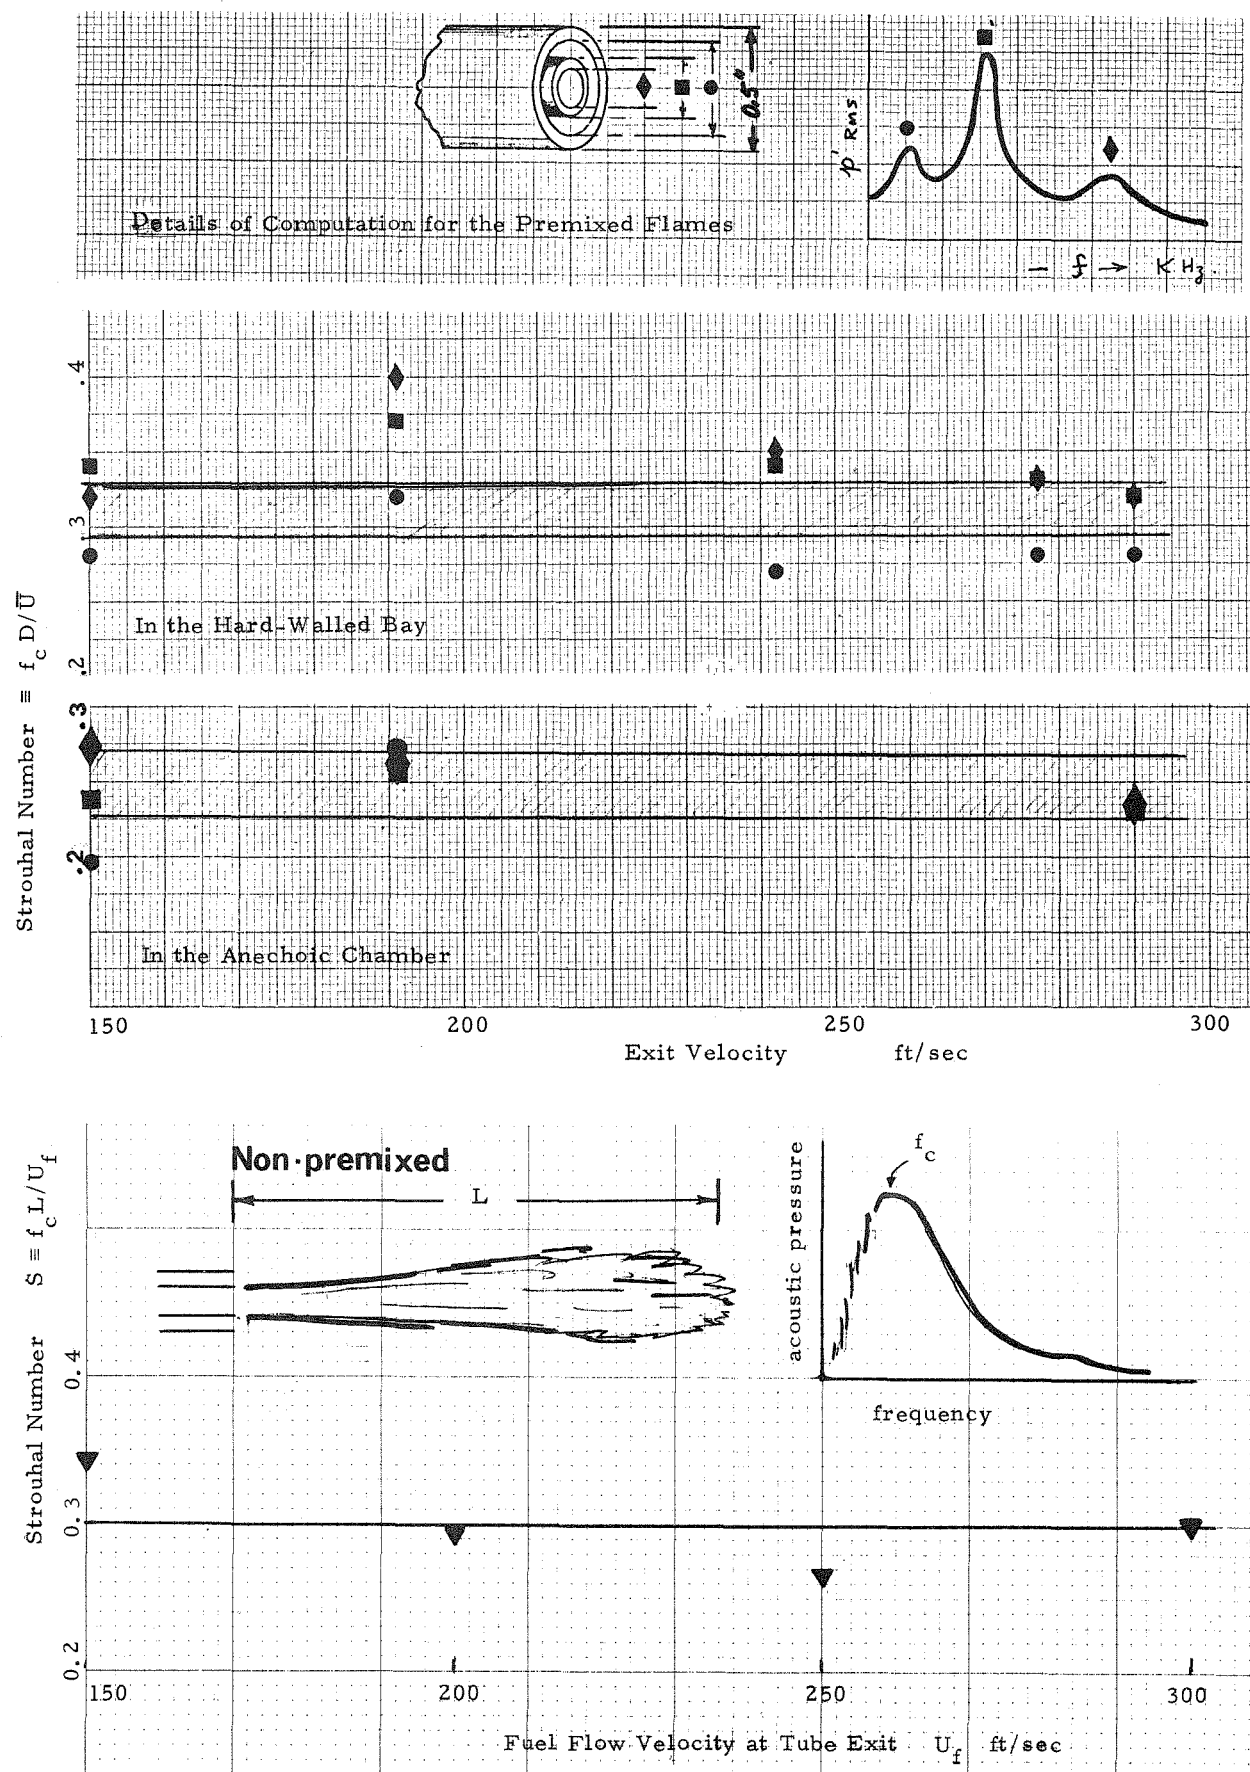 0.5"
p' Rms
Details of Computation for the Premixed Flames
— f → KHz.
.4
.3
In the Hard-Walled Bay
.2
Strouhal Number ≡ f_c D/U̅
.3
.2
In the Anechoic Chamber
150 200 250 300
Exit Velocity ft/sec
Non-premixed
L
f_c
acoustic pressure
frequency
Strouhal Number S ≡ f_c L/U_f
0.4
0.3
0.2
150 200 250 300
Fuel Flow Velocity at Tube Exit U_f ft/sec